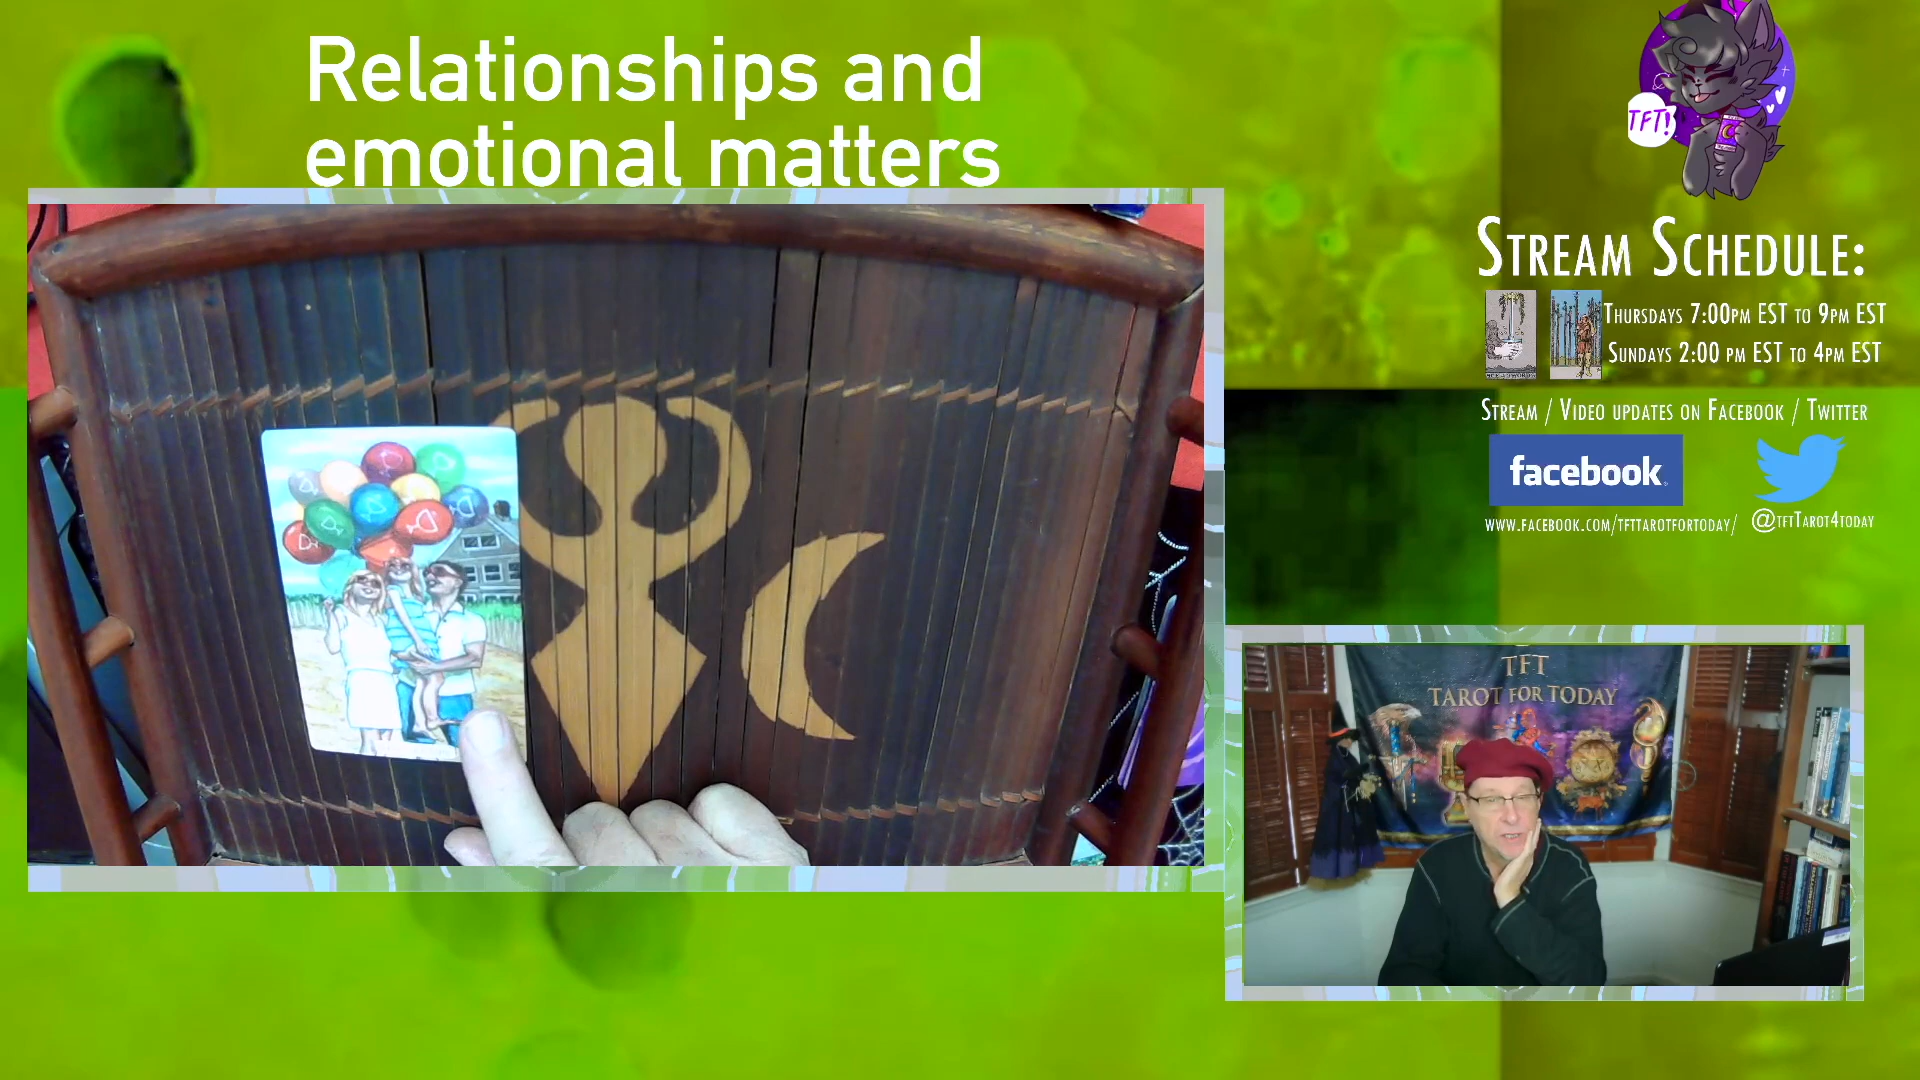 Relationships and
emotional matters
TFT!
STREAM SCHEDULE:
THURSDAYS 7:00PM EST TO 9PM EST
SUNDAYS 2:00 PM EST TO 4PM EST
STREAM / VIDEO UPDATES ON FACEBOOK / TWITTER
facebook
WWW.FACEBOOK.COM/TFTTAROTFORTODAY/
@TFTTAROT4TODAY
TFT
TAROT FOR TODAY